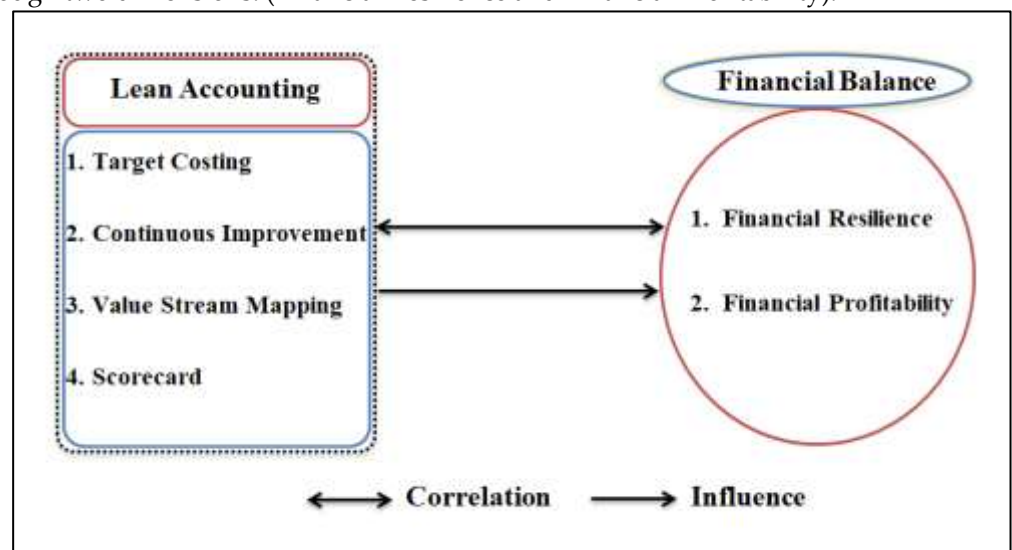 Lean Accounting
1. Target Costing
2. Continuous Improvement
3. Value Stream Mapping
4. Scorecard
Financial Balance
1. Financial Resilience
2. Financial Profitability
Correlation
Influence